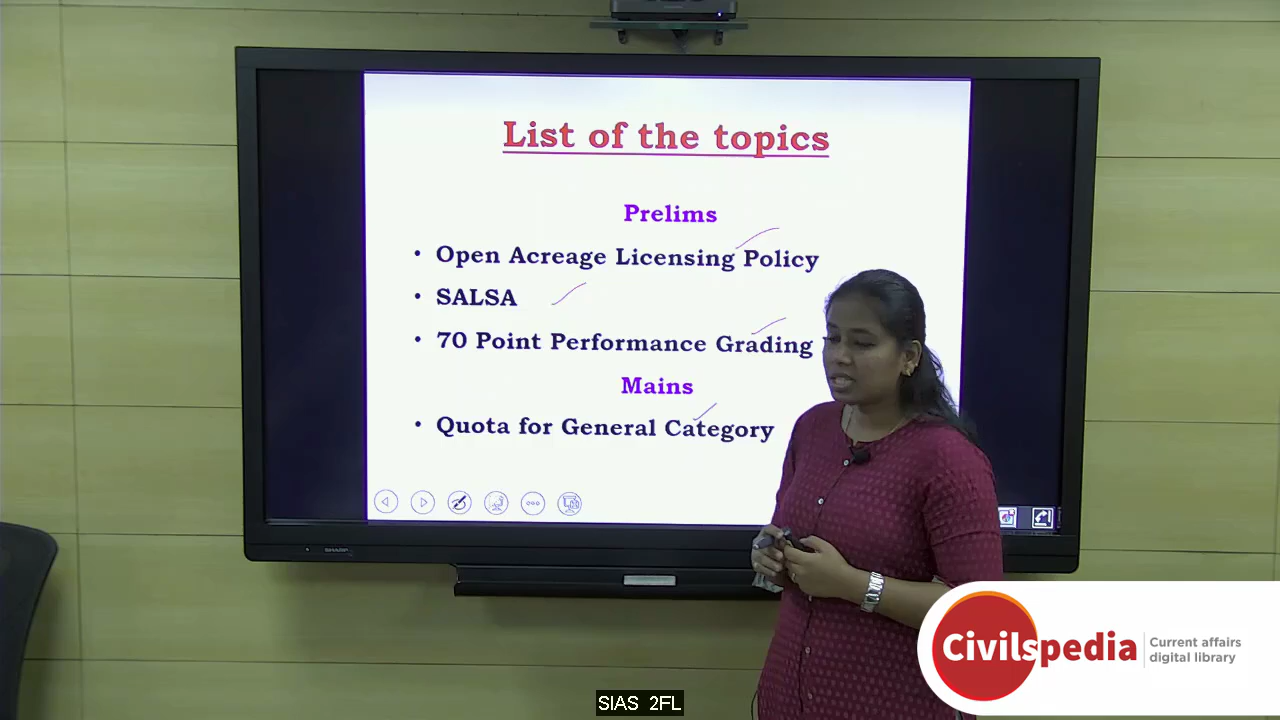 List of the topics
Prelims
• Open Acreage Licensing Policy
• SALSA
• 70 Point Performance Grading
Mains
• Quota for General Category
SHARP
Civilspedia
Current affairs
digital library
SIAS 2FL